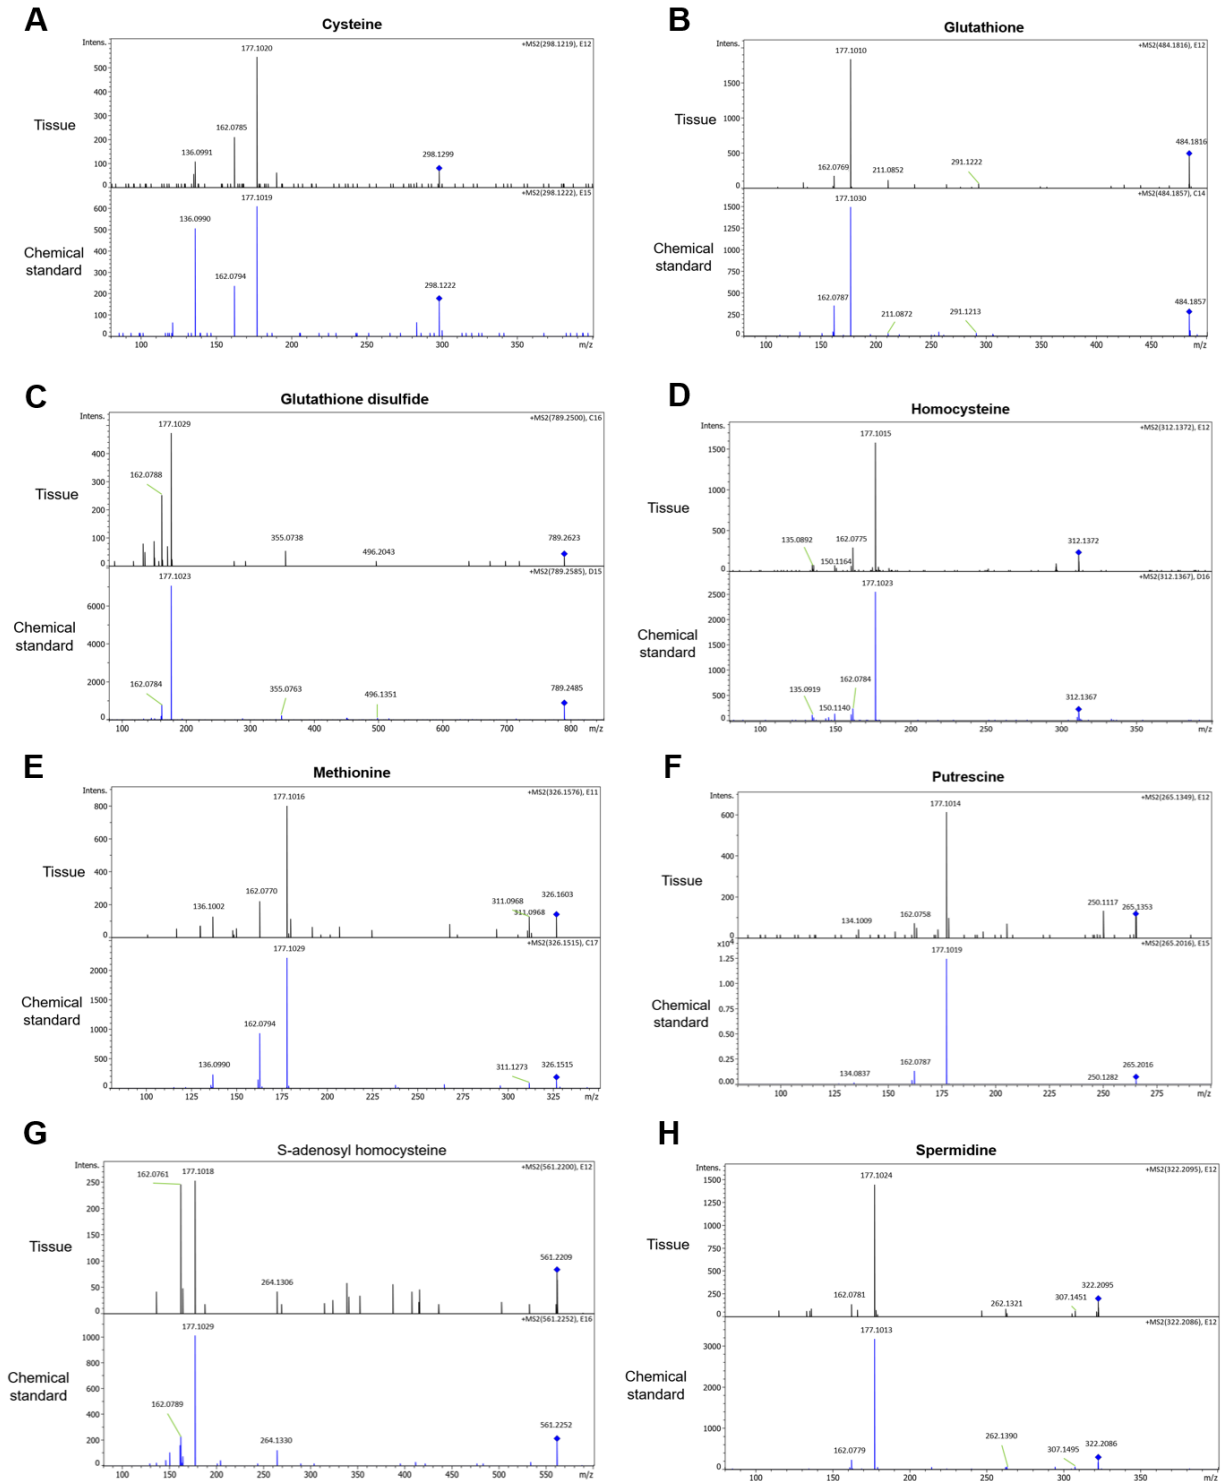 A
Cysteine
Intens.
+MS2(298.1219), E12
500
400
300
200
100
0
177.1020
162.0785
136.0991
298.1299
Tissue
+MS2(298.1222), E15
600
500
400
300
200
100
0
177.1019
136.0990
162.0794
298.1222
Chemical
standard
100 150 200 250 300 350 m/z
B
Glutathione
Intens.
+MS2(484.1816), E12
1500
1000
500
0
177.1010
162.0769
211.0852
291.1222
484.1816
Tissue
+MS2(484.1857), C14
1500
1250
1000
750
500
250
0
177.1030
162.0787
211.0872
291.1213
484.1857
Chemical
standard
100 150 200 250 300 350 400 450 m/z
C
Glutathione disulfide
Intens.
+MS2(789.2500), C16
400
300
200
100
0
177.1029
162.0788
355.0738
496.2043
789.2623
Tissue
+MS2(789.2585), D15
6000
4000
2000
0
177.1023
162.0784
355.0763
496.1351
789.2485
Chemical
standard
100 200 300 400 500 600 700 800 m/z
D
Homocysteine
Intens.
+MS2(312.1372), E12
1500
1000
500
0
177.1015
135.0892
150.1164
162.0775
312.1372
Tissue
+MS2(312.1367), D16
2500
2000
1500
1000
500
0
177.1023
162.0784
135.0919
150.1140
312.1367
Chemical
standard
100 150 200 250 300 350 m/z
E
Methionine
Intens.
+MS2(326.1576), E11
800
600
400
200
0
177.1016
162.0770
136.1002
311.0968
311.0968
326.1603
Tissue
+MS2(326.1515), C17
2000
1500
1000
500
0
177.1029
162.0794
136.0990
311.1273
326.1515
Chemical
standard
100 125 150 175 200 225 250 275 300 325 m/z
F
Putrescine
Intens.
+MS2(265.1349), E12
600
400
200
0
177.1014
134.1009
162.0758
250.1117
265.1353
Tissue
x10⁴
+MS2(265.2016), E15
1.25
1.00
0.75
0.50
0.25
0.00
177.1019
162.0787
134.0837
250.1282
265.2016
Chemical
standard
100 125 150 175 200 225 250 275 m/z
G
S-adenosyl homocysteine
Intens.
+MS2(561.2200), E12
250
200
150
100
50
0
162.0761
177.1018
264.1306
561.2209
Tissue
+MS2(561.2252), E16
1000
800
600
400
200
0
177.1029
162.0789
264.1330
561.2252
Chemical
standard
100 150 200 250 300 350 400 450 500 550 m/z
H
Spermidine
Intens.
+MS2(322.2095), E12
1500
1250
1000
750
500
250
0
177.1024
162.0781
262.1321
307.1451
322.2095
Tissue
+MS2(322.2086), E12
3000
2000
1000
0
177.1013
162.0779
262.1390
307.1495
322.2086
Chemical
standard
100 150 200 250 300 350 m/z